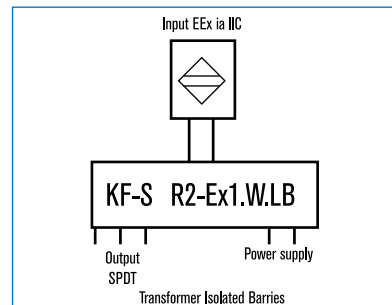 Input EEx ia IIC
KF-S R2-Ex1.W.LB
Output
SPDT
Power supply
Transformer Isolated Barries